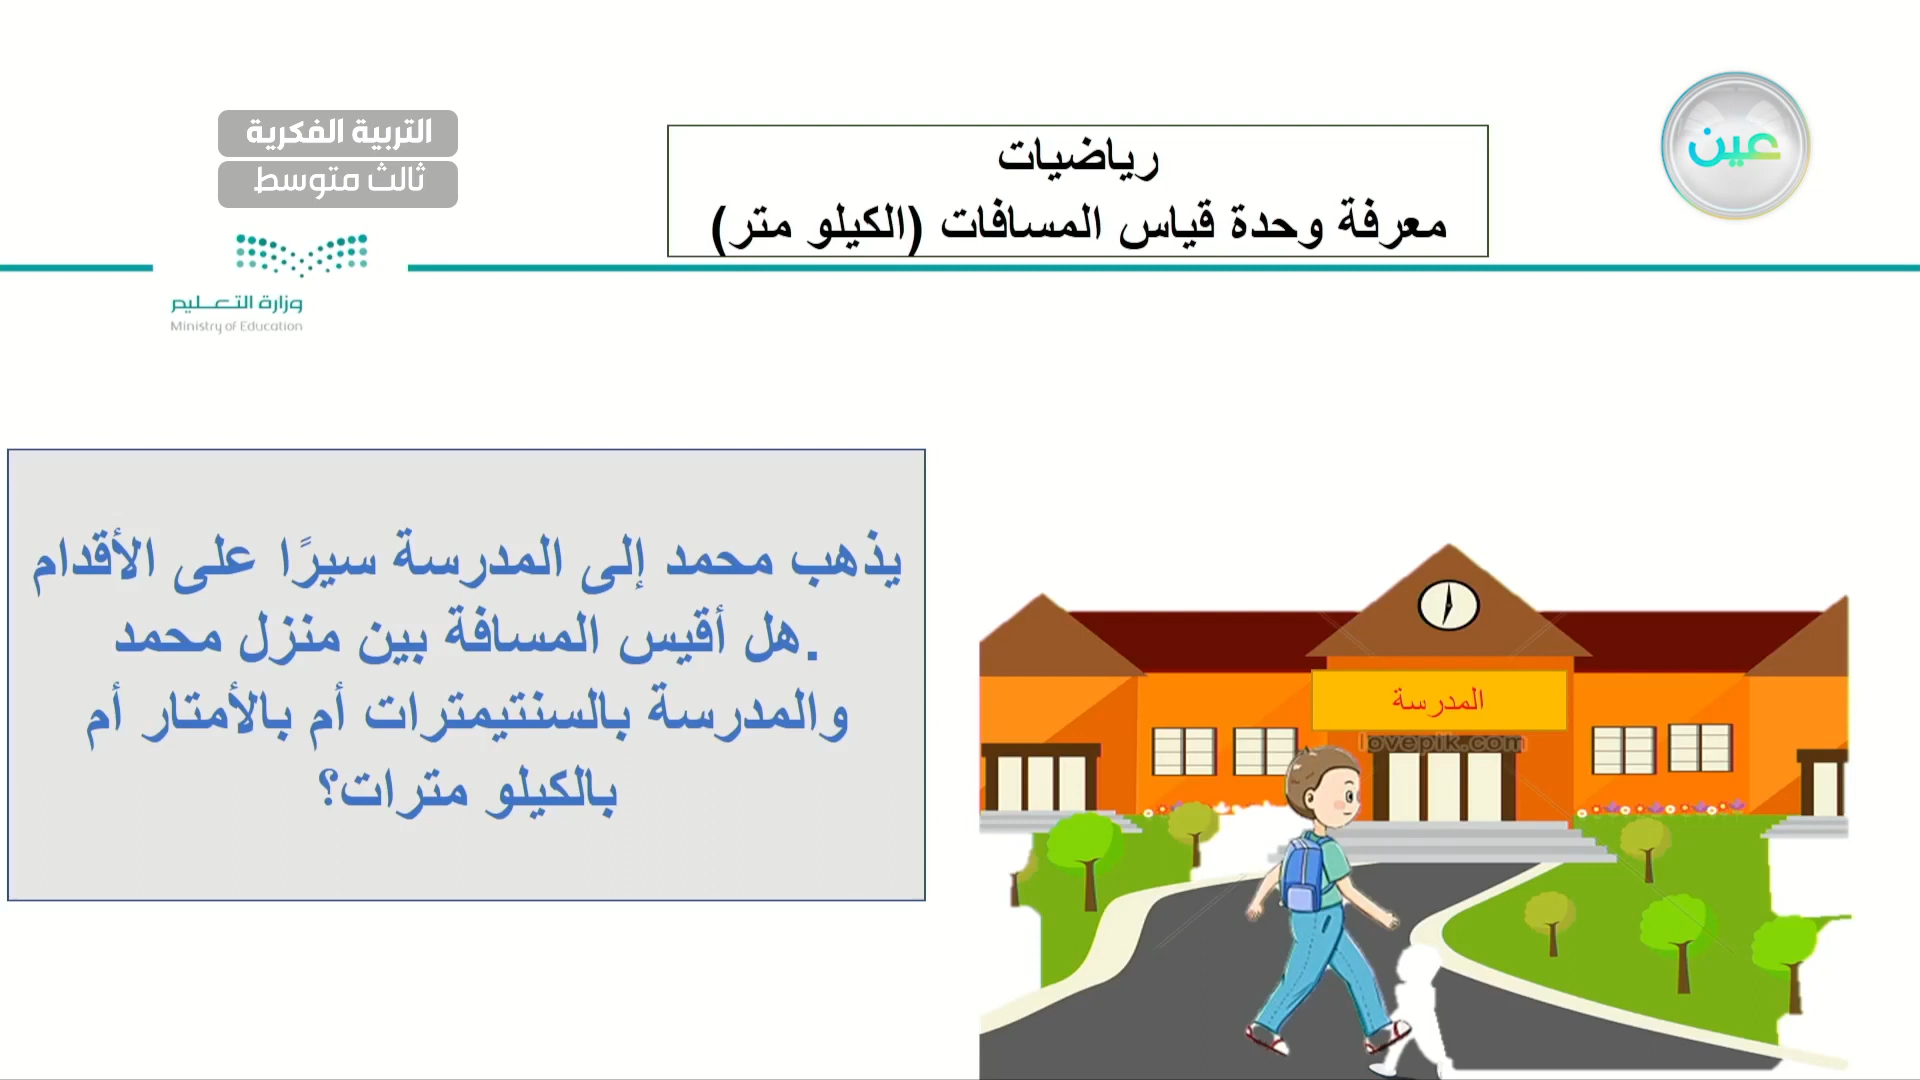 عين
رياضيات
معرفة وحدة قياس المسافات (الكيلو متر)
التربية الفكرية
ثالث متوسط
وزارة التعليم
Ministry of Education
يذهب محمد إلى المدرسة سيرًا على الأقدام
.هل أقيس المسافة بين منزل محمد
والمدرسة بالسنتيمترات أم بالأمتار أم
بالكيلو مترات؟
المدرسة
lovepik.com